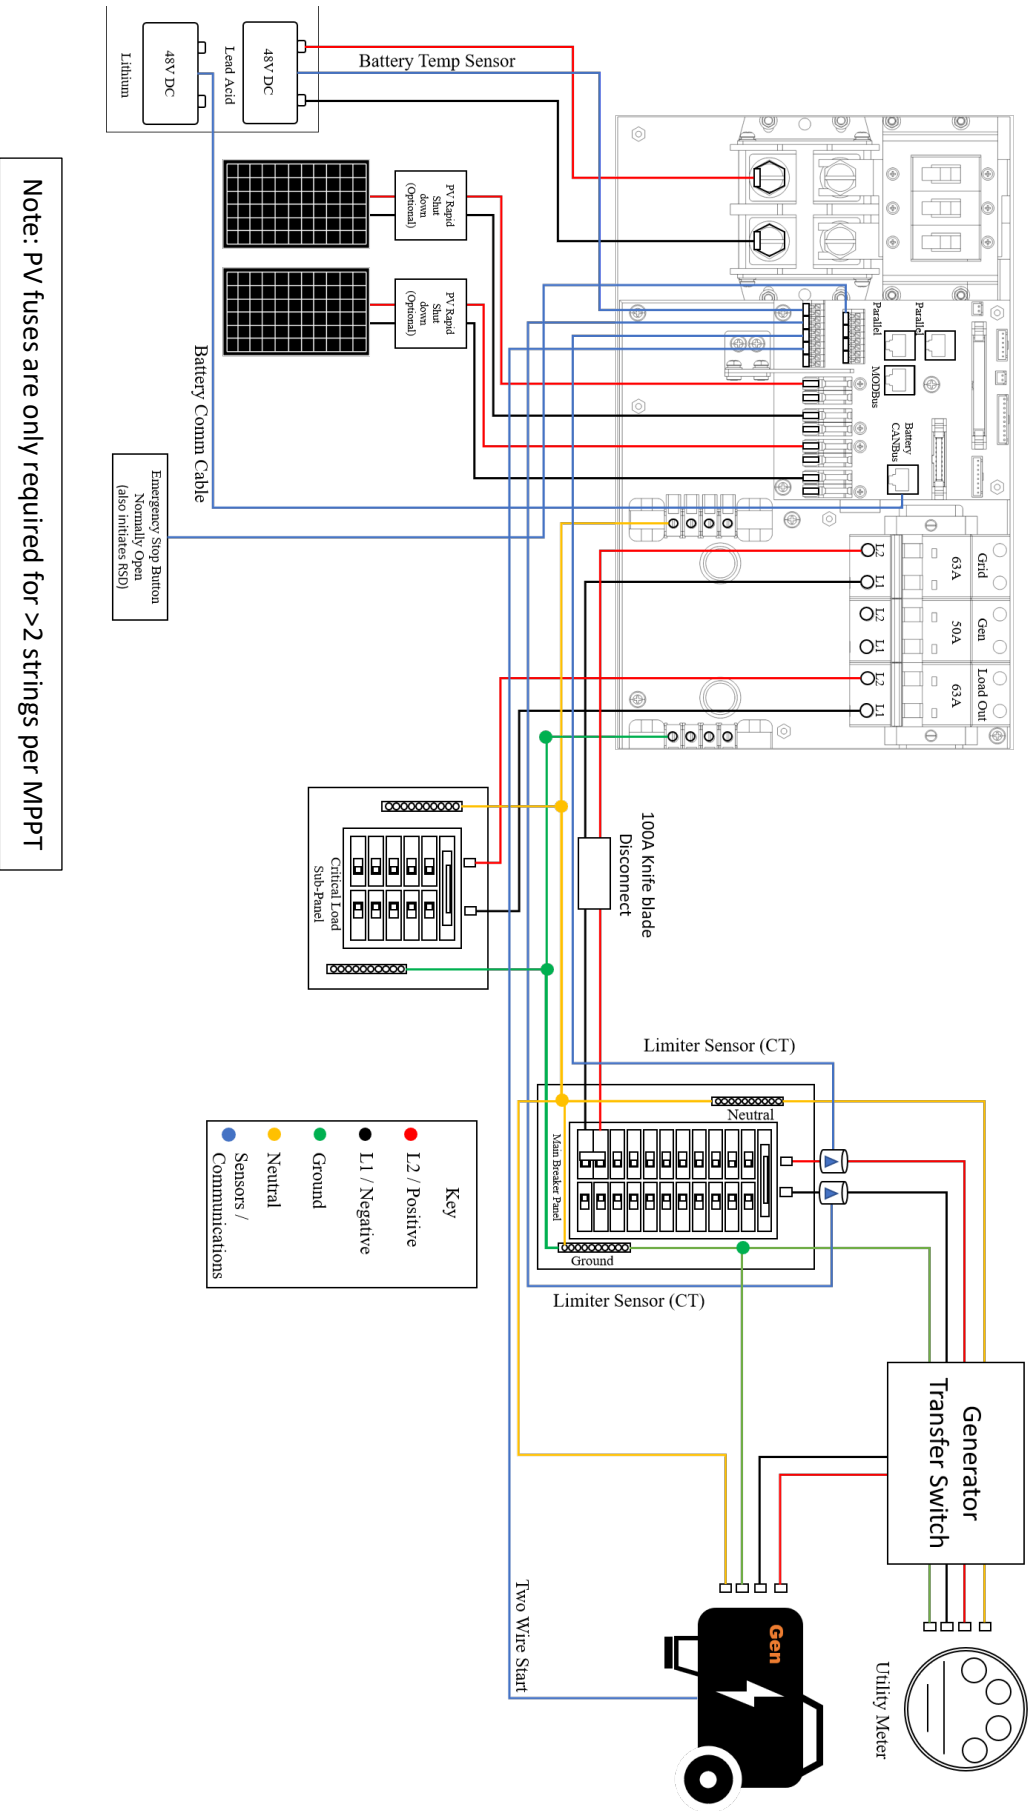 48V DC
Lithium
48V DC
Lead Acid
Battery Temp Sensor
PV Rapid
Shut
down
(Optional)
PV Rapid
Shut
down
(Optional)
Battery Comm Cable
Emergency Stop Button
Normally Open
(also initiates RSD)
Note: PV fuses are only required for >2 strings per MPPT
Parallel
Parallel
MODBus
Battery
CANBus
Grid
63A
L2
L1
Gen
50A
L2
L1
Load Out
63A
L2
L1
100A Knife blade
Disconnect
Critical Load
Sub-Panel
Limiter Sensor (CT)
Neutral
Main Breaker Panel
Ground
Limiter Sensor (CT)
Key
L2 / Positive
L1 / Negative
Ground
Neutral
Sensors /
Communications
Generator
Transfer Switch
Two Wire Start
Gen
Utility Meter